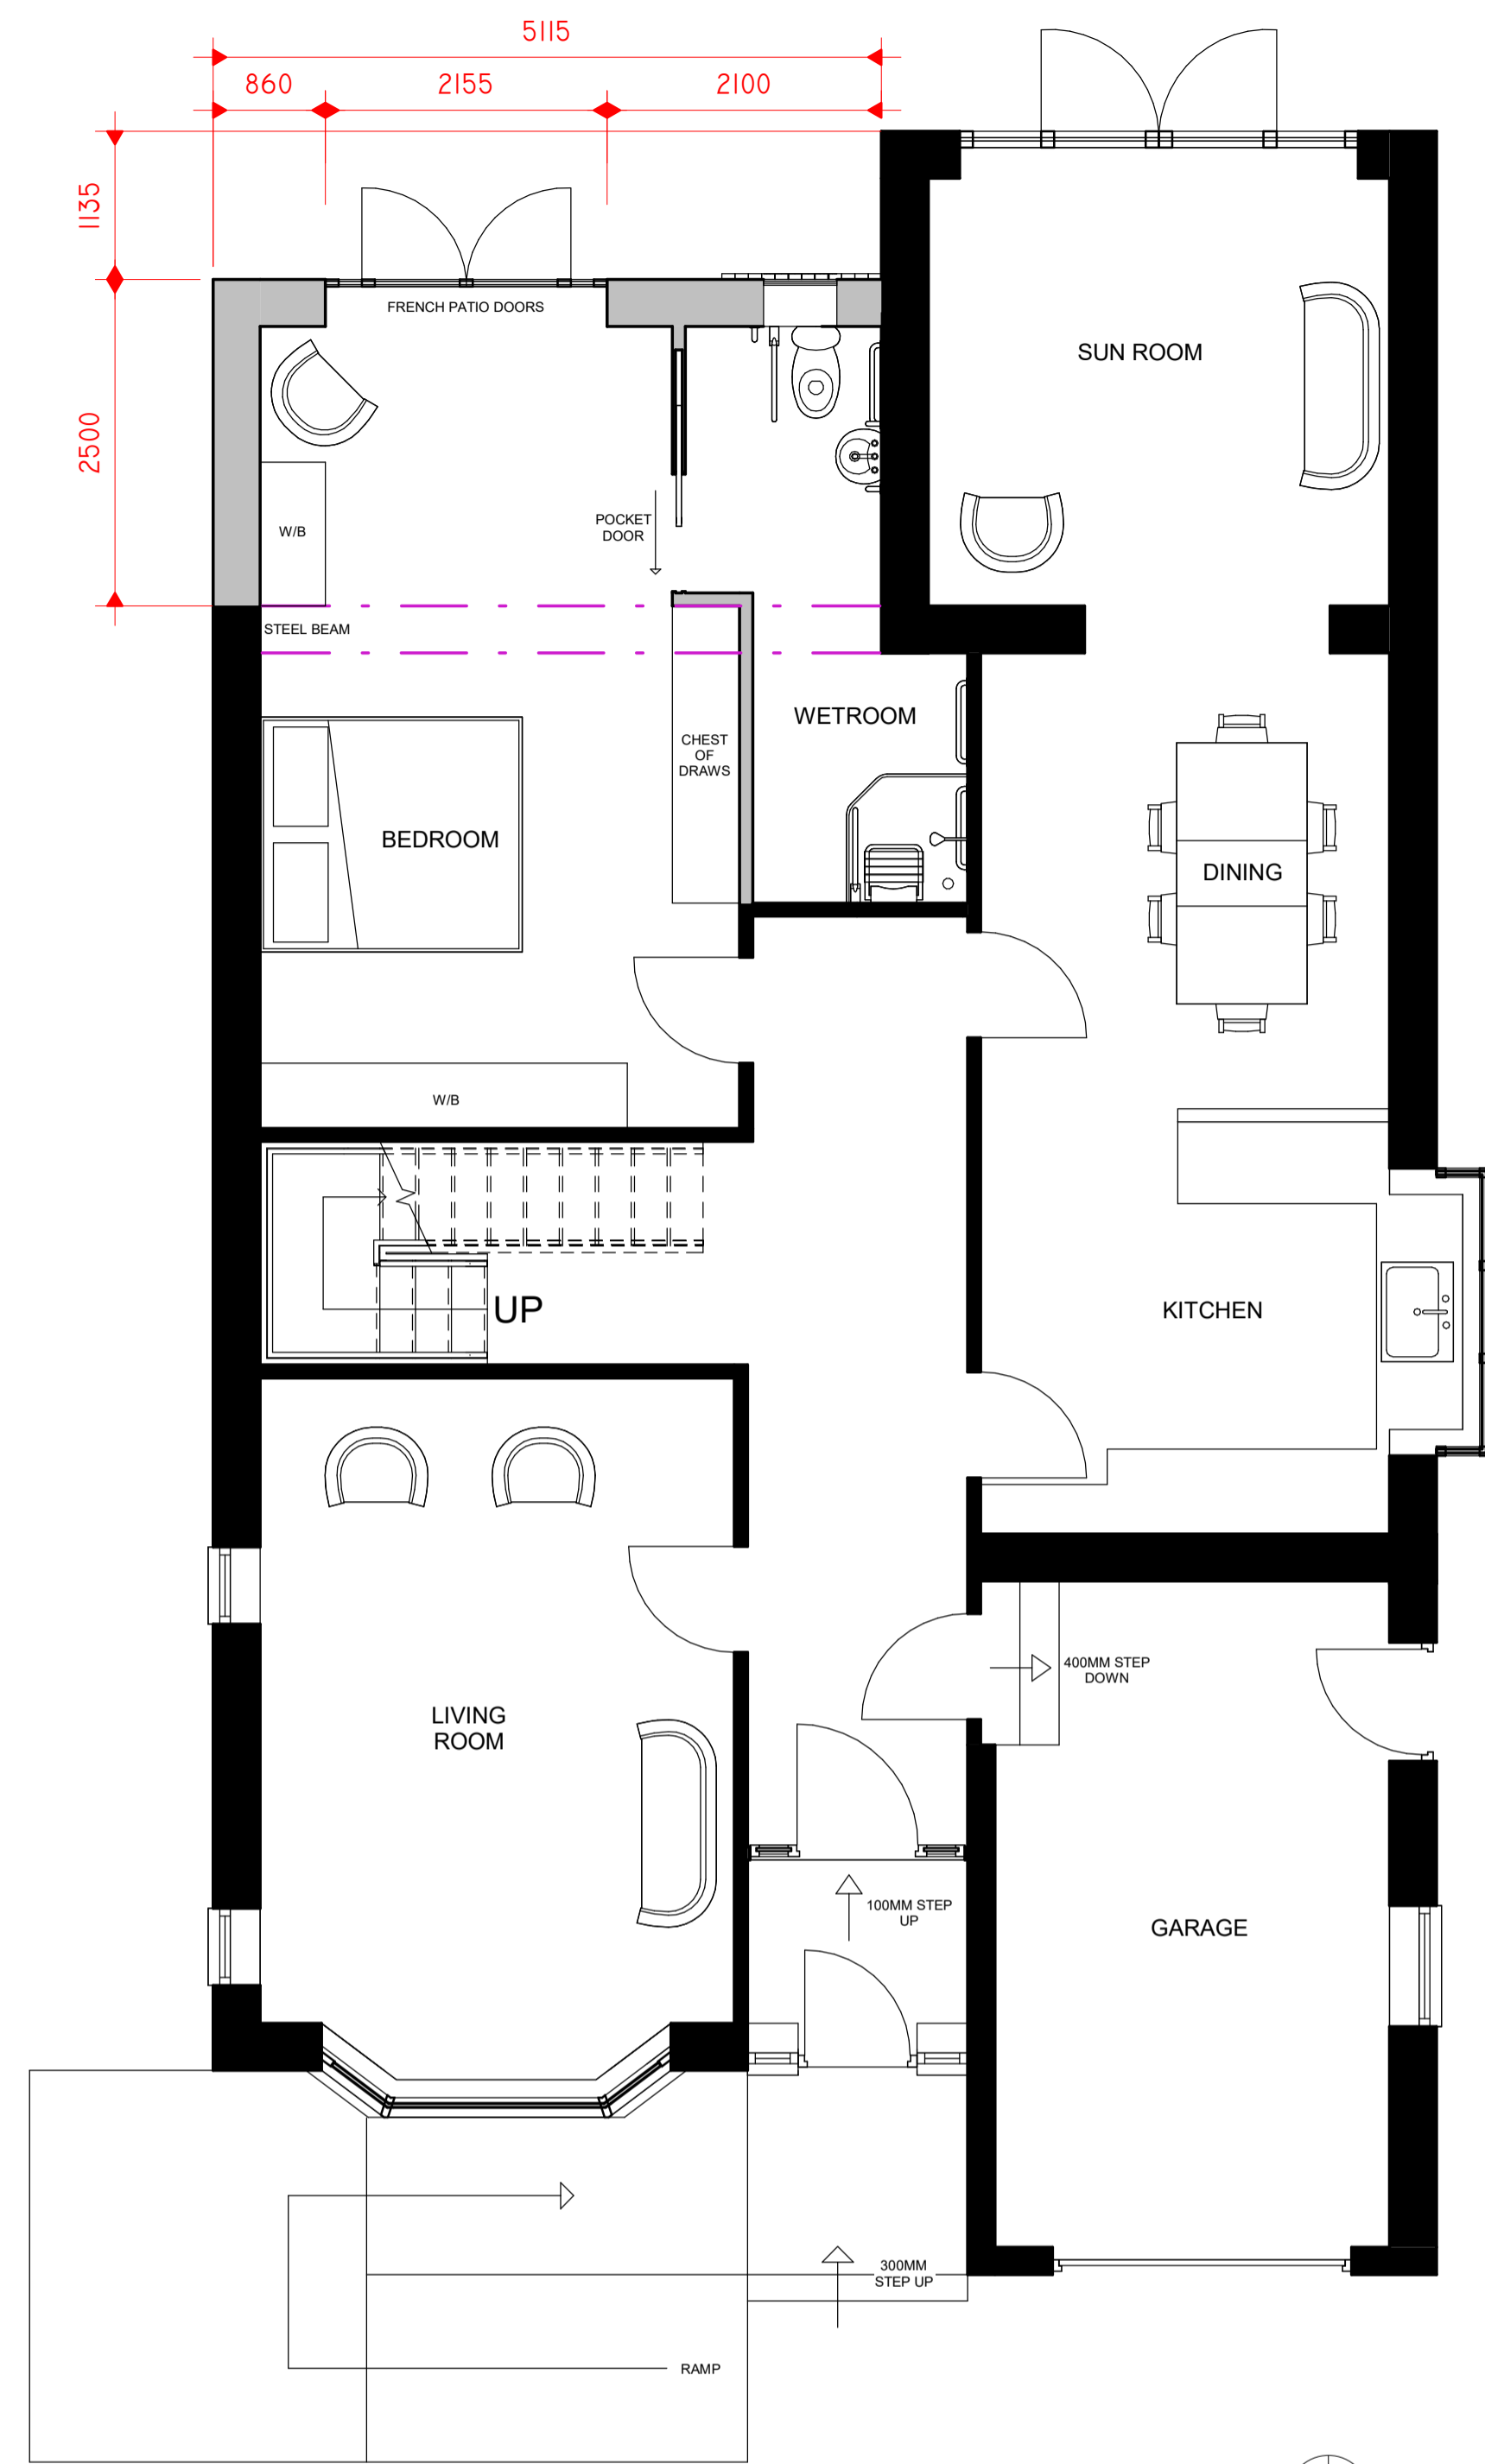 5115
860
2155
2100
1135
2500
FRENCH PATIO DOORS
SUN ROOM
W/B
POCKET
DOOR
STEEL BEAM
WETROOM
CHEST
OF
DRAWS
BEDROOM
DINING
W/B
UP
KITCHEN
400MM STEP
DOWN
LIVING
ROOM
100MM STEP
UP
GARAGE
300MM
STEP UP
RAMP